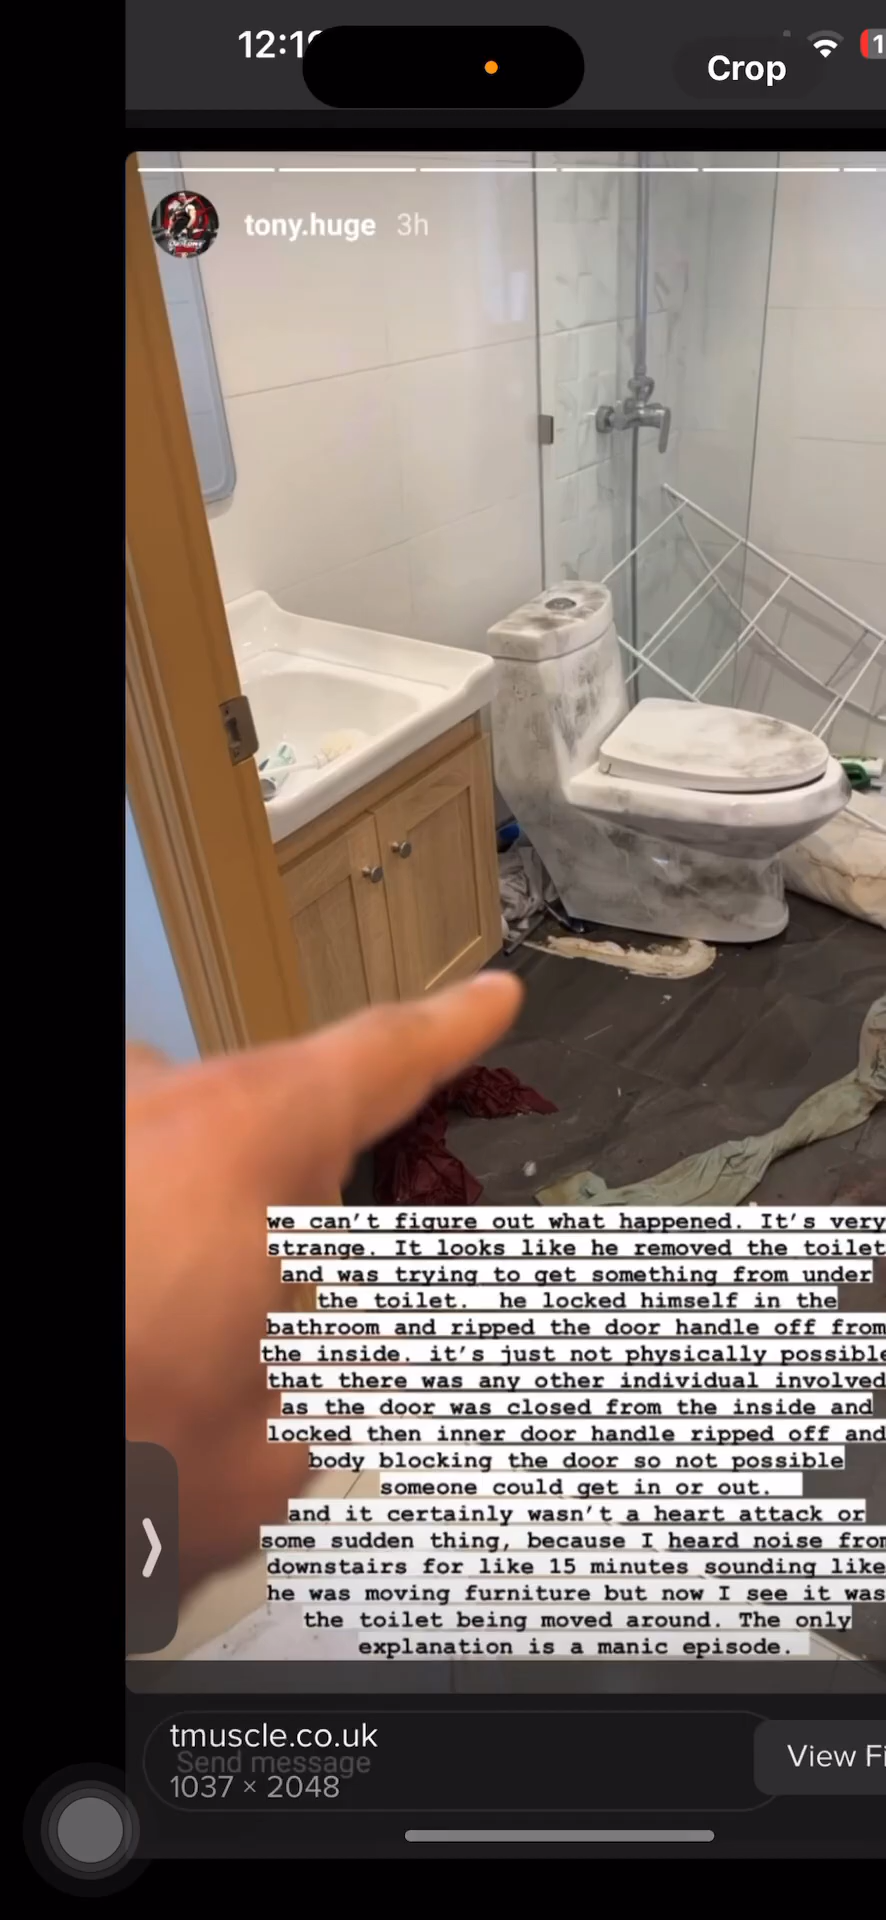 12:19
Crop
1
tony.huge 3h
we can't figure out what happened. It's very
strange. It looks like he removed the toilet
and was trying to get something from under
the toilet. he locked himself in the
bathroom and ripped the door handle off from
the inside. it's just not physically possible
that there was any other individual involved
as the door was closed from the inside and
locked then inner door handle ripped off and
body blocking the door so not possible
someone could get in or out.
and it certainly wasn't a heart attack or
some sudden thing, because I heard noise from
downstairs for like 15 minutes sounding like
he was moving furniture but now I see it was
the toilet being moved around. The only
explanation is a manic episode.
tmuscle.co.uk
Send message
View Fi
1037 × 2048